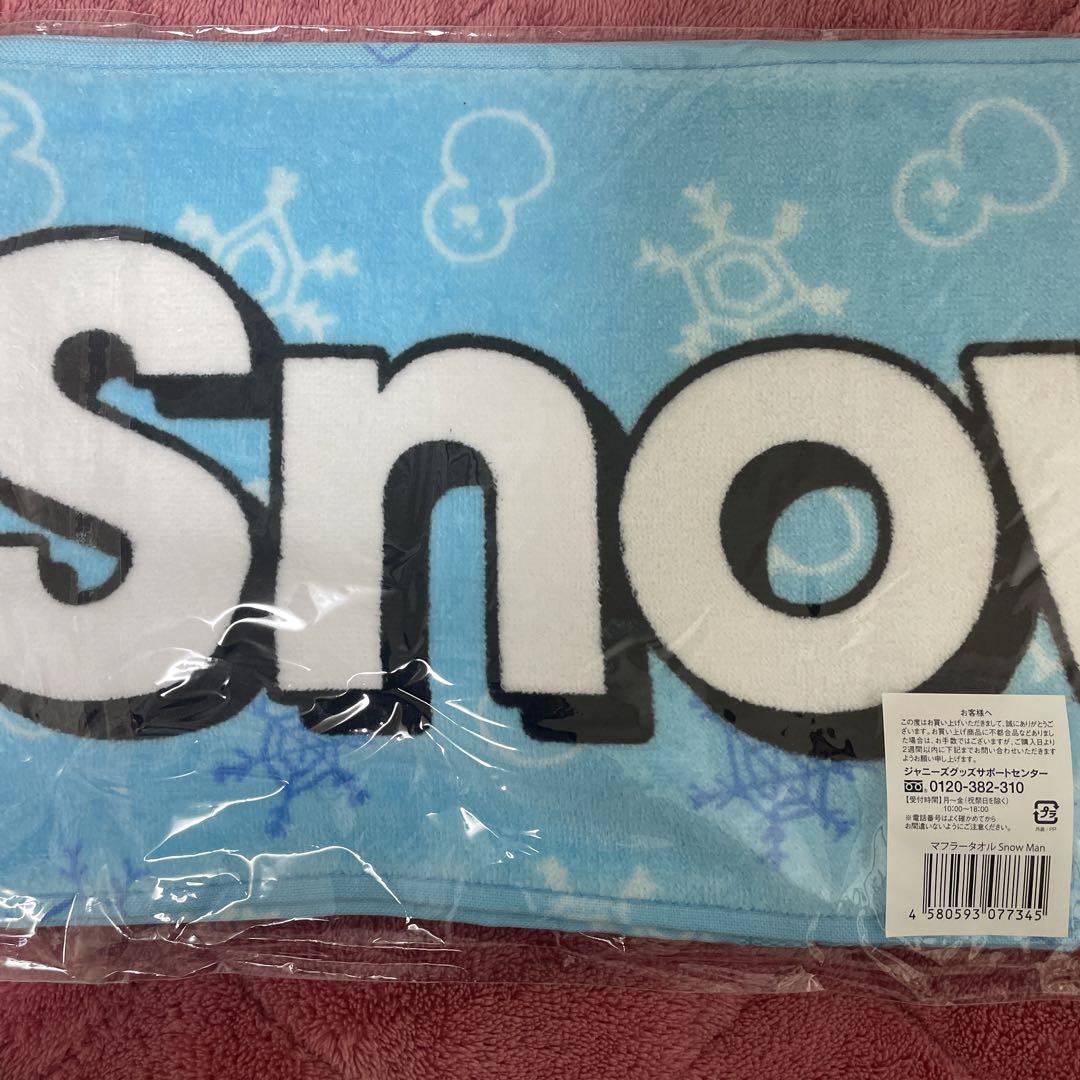 Snow
お客様へ
この度はお買い上げいただきまして、誠にありがとうご
ざいます。お買い上げ商品に不都合品などありまし
た場合は、お手数ではございますが、ご購入日より
2週間以内に下記までお問い合わせいただきます
ようお願い申し上げます。
ジャニーズグッズサポートセンター
0120-382-310
【受付時間】月〜金(祝祭日を除く)
10:00〜18:00
※電話番号はよく確かめてから
お間違いないようにご注意ください。
プラ
外装:PP
マフラータオル Snow Man
4 580593 077345